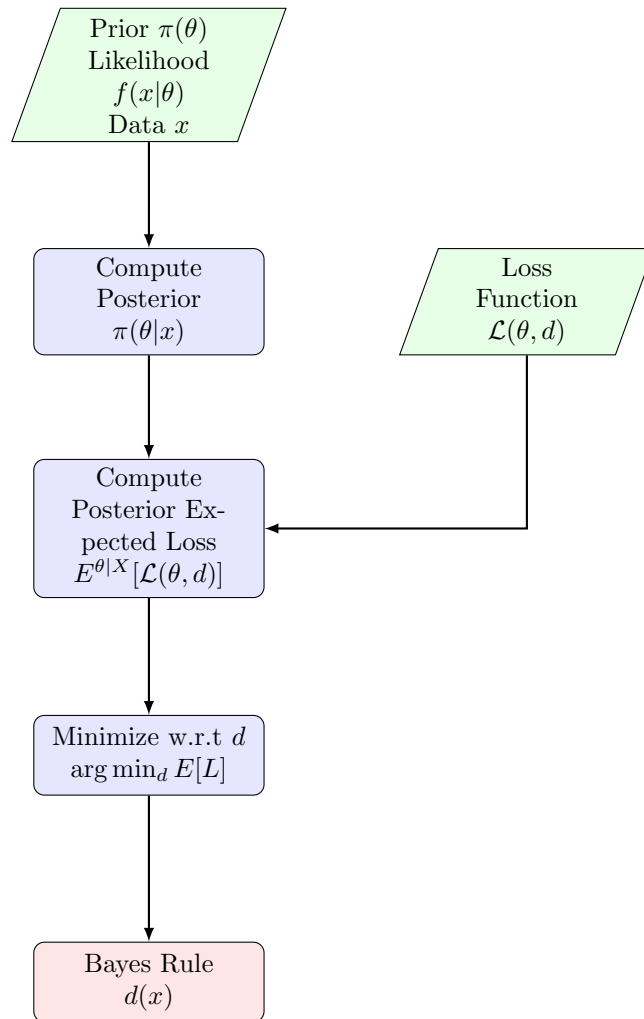 Prior π(θ)
Likelihood
f(x|θ)
Data x
Compute
Posterior
π(θ|x)
Loss
Function
ℒ(θ, d)
Compute
Posterior Ex-
pected Loss
E^{θ|X}[ℒ(θ, d)]
Minimize w.r.t d
arg min_d E[L]
Bayes Rule
d(x)